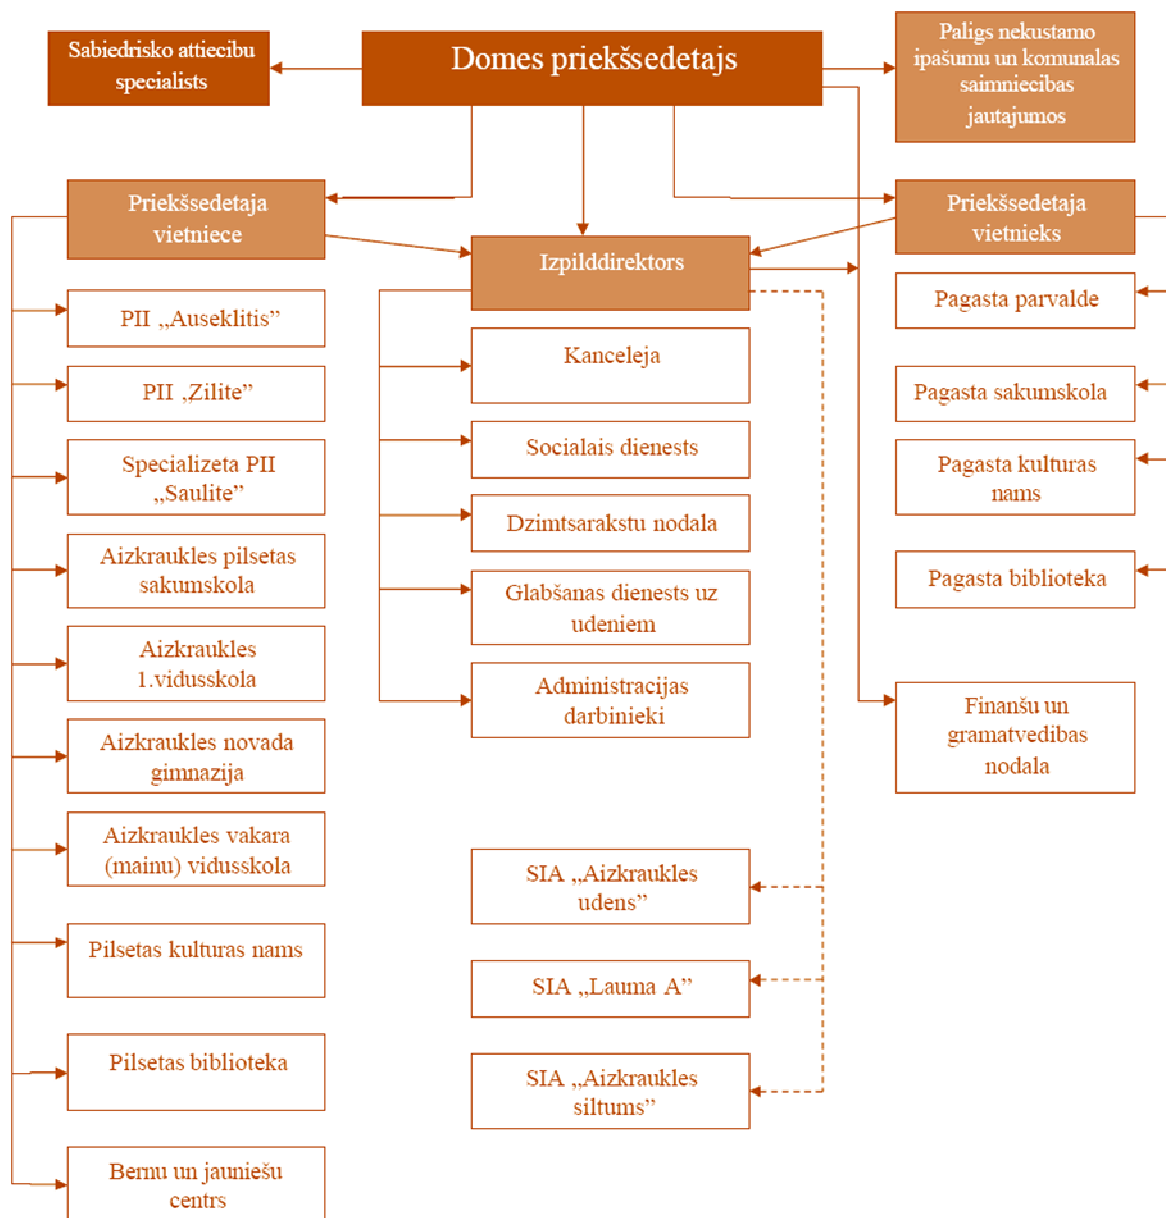 Sabiedrisko attiecibu
specialists
Domes priekšsedetajs
Paligs nekustamo
ipašumu un komunalas
saimniecibas
jautajumos
Priekšsedetaja
vietniece
Izpilddirektors
Priekšsedetaja
vietnieks
PII „Auseklitis”
PII ‚Zilite”
Specializeta PII
„Saulite”
Aizkraukles pilsetas
sakumskola
Aizkraukles
1.vidusskola
Aizkraukles novada
gimnazija
Aizkraukles vakara
(mainu) vidusskola
Pilsetas kulturas nams
Pilsetas biblioteka
Bernu un jauniešu
centrs
Kanceleja
Socialais dienests
Dzimtsarakstu nodala
Glabšanas dienests uz
udeniem
Administracijas
darbinieki
SIA „Aizkraukles
udens”
SIA „Lauma A”
SIA „Aizkraukles
siltums”
Pagasta parvalde
Pagasta sakumskola
Pagasta kulturas
nams
Pagasta biblioteka
Finanšu un
gramatvedibas
nodala